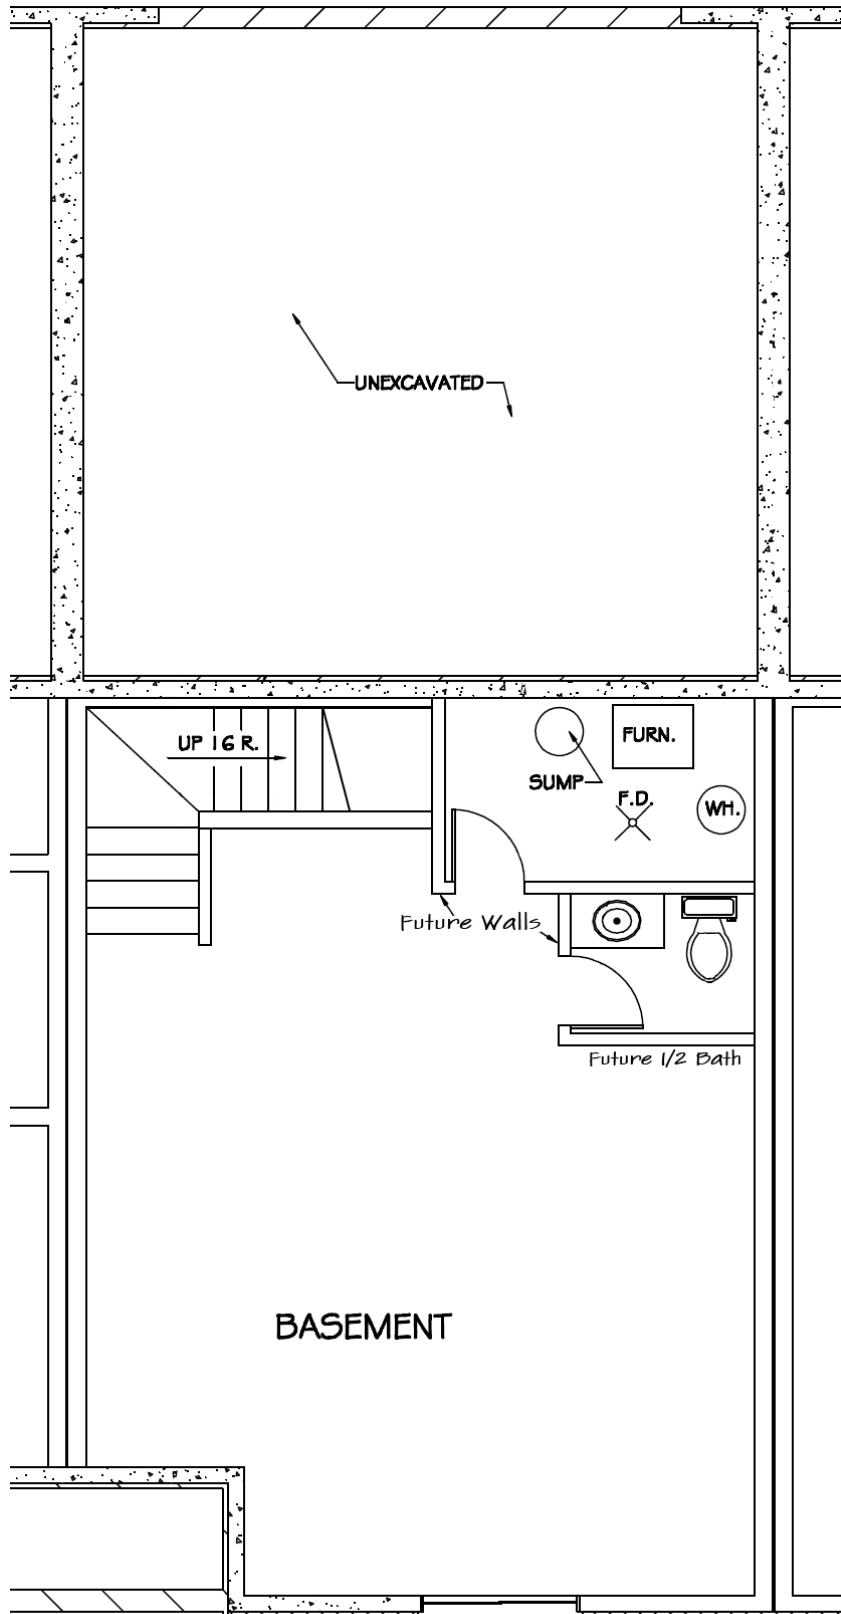 UNEXCAVATED
UP 16 R.
FURN.
SUMP
F.D.
WH.
Future Walls
Future 1/2 Bath
BASEMENT